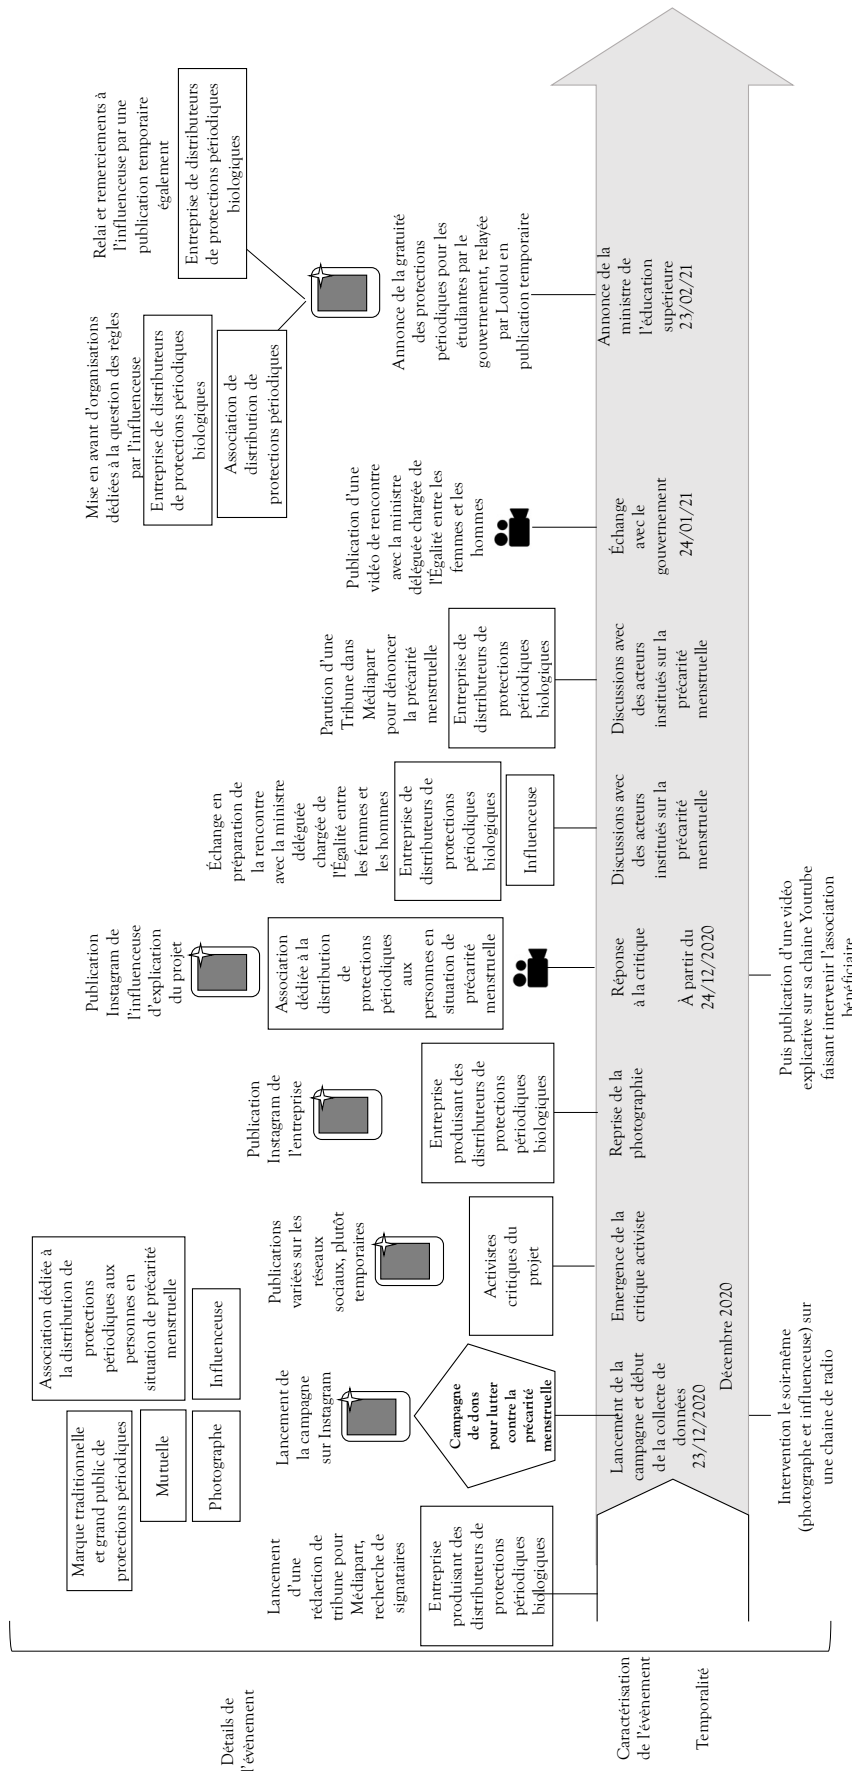 Détails de
l'évènement
Caractérisation
de l'évènement
Temporalité
Lancement
d'une
rédaction de
tribune pour
Médiapart,
recherche de
signataires
Entreprise
produisant des
distributeurs de
protections
périodiques
biologiques
Marque traditionnelle
et grand public de
protections périodiques
Mutuelle
Photographe
Association dédiée à
la distribution de
protections
périodiques aux
personnes en
situation de précarité
menstruelle
Influenceuse
Lancement de
la campagne
sur Instagram
Campagne
de dons
pour lutter
contre la
précarité
menstruelle
Lancement de la
campagne et début
de la collecte de
données
23/12/2020
Décembre 2020
Intervention le soir-même
(photographe et influenceuse) sur
une chaine de radio
Publications
variées sur les
réseaux
sociaux, plutôt
temporaires
Activistes
critiques du
projet
Emergence de la
critique activiste
Publication
Instagram de
l'entreprise
Entreprise
produisant des
distributeurs de
protections
périodiques
biologiques
Reprise de la
photographie
Publication
Instagram de
l'influenceuse
d'explication
du projet
Association
dédiée à la
distribution
de
protections
périodiques
aux
personnes en
situation de
précarité
menstruelle
Réponse
à la critique
À partir du
24/12/2020
Puis publication d'une vidéo
explicative sur sa chaine Youtube
faisant intervenir l'association
bénéficiaire
Échange en
préparation de
la rencontre
avec la ministre
déléguée
chargée de
l'Égalité entre
les femmes et
les hommes
Entreprise de
distributeurs de
protections
périodiques
biologiques
Influenceuse
Discussions avec
des acteurs
institués sur la
précarité
menstruelle
Parution d'une
Tribune dans
Médiapart
pour dénoncer
la précarité
menstruelle
Entreprise de
distributeurs de
protections
périodiques
biologiques
Discussions avec
des acteurs
institués sur la
précarité
menstruelle
Publication d'une
vidéo de rencontre
avec la ministre
déléguée chargée de
l'Égalité entre les
femmes et les
hommes
Échange
avec le
gouvernement
24/01/21
Mise en avant d'organisations
dédiées à la question des règles
par l'influenceuse
Entreprise de distributeurs
de protections périodiques
biologiques
Association de
distribution de
protections périodiques
Relai et remerciements à
l'influenceuse par une
publication temporaire
également
Entreprise de distributeurs
de protections périodiques
biologiques
Annonce de la gratuité
des protections
périodiques pour les
étudiantes par le
gouvernement, relayée
par Loulou en
publication temporaire
Annonce de la
ministre de
l'éducation
supérieure
23/02/21